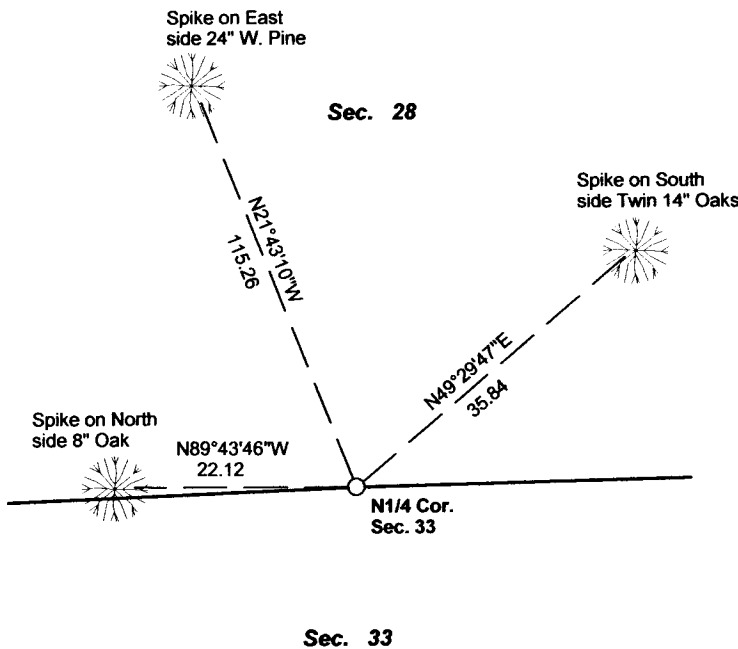 Spike on East
side 24" W. Pine
Sec. 28
Spike on South
side Twin 14" Oaks
N21°43'10"W
115.26
N49°29'47"E
35.84
Spike on North
side 8" Oak
N89°43'46"W
22.12
N1/4 Cor.
Sec. 33
Sec. 33